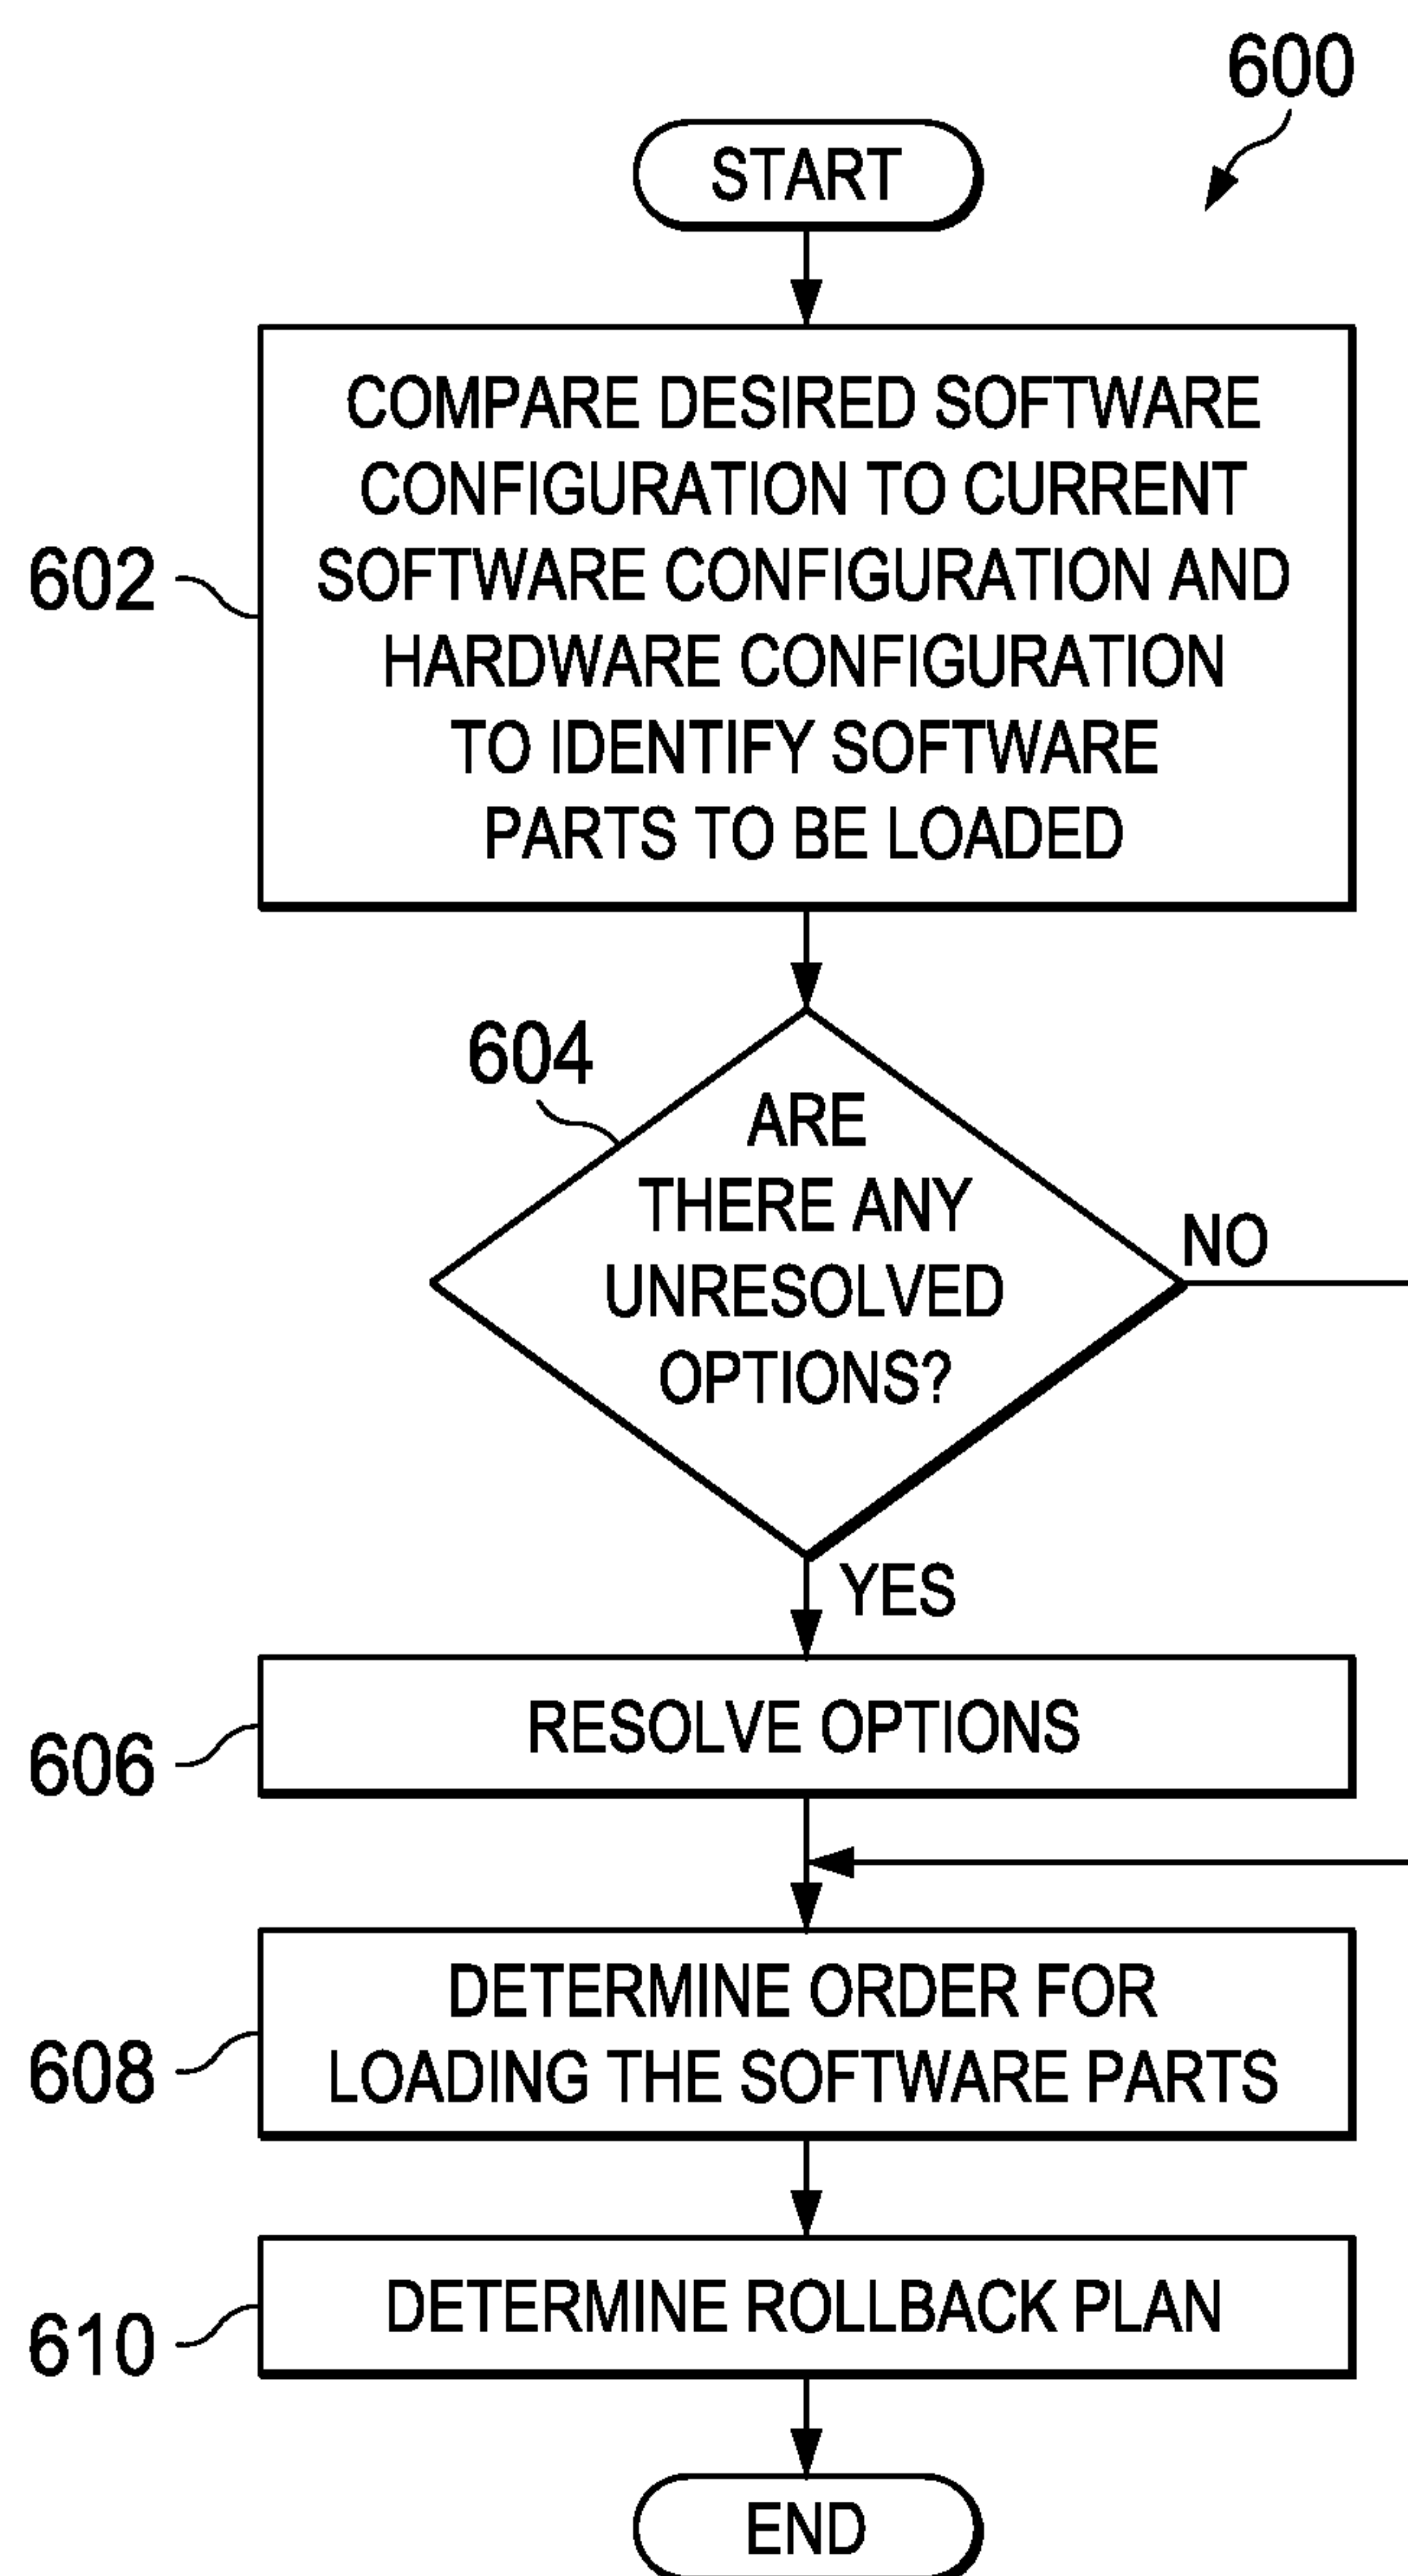 600
START
COMPARE DESIRED SOFTWARE
CONFIGURATION TO CURRENT
SOFTWARE CONFIGURATION AND
HARDWARE CONFIGURATION
TO IDENTIFY SOFTWARE
PARTS TO BE LOADED
602
604
ARE
THERE ANY
UNRESOLVED
OPTIONS?
NO
YES
RESOLVE OPTIONS
606
DETERMINE ORDER FOR
LOADING THE SOFTWARE PARTS
608
DETERMINE ROLLBACK PLAN
610
END